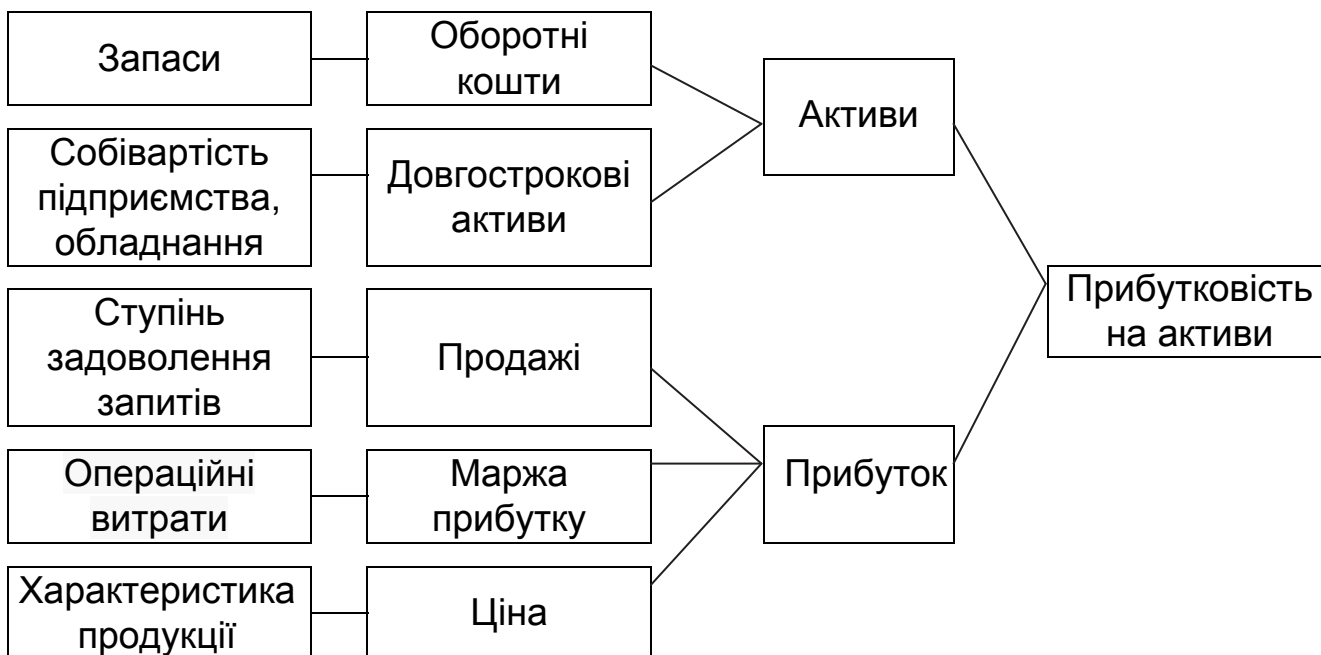 Запаси
Оборотні
кошти
Активи
Собівартість
підприємства,
обладнання
Довгострокові
активи
Прибутковість
на активи
Ступінь
задоволення
запитів
Продажі
Операційні
витрати
Маржа
прибутку
Прибуток
Характеристика
продукції
Ціна